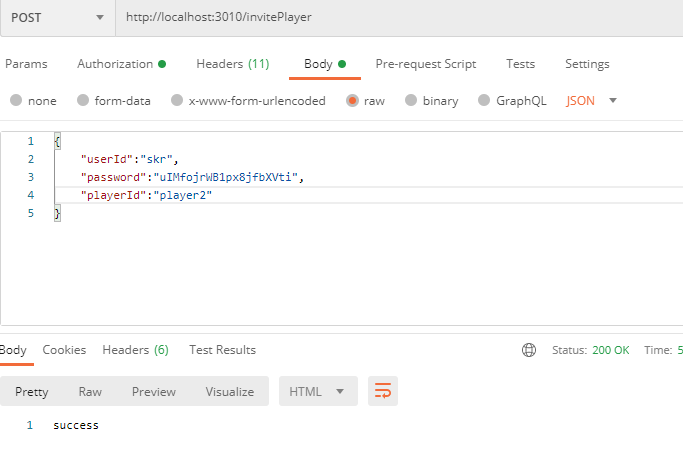 POST http://localhost:3010/invitePlayer
Params Authorization Headers (11) Body Pre-request Script Tests Settings
none form-data x-www-form-urlencoded raw binary GraphQL JSON
1 {
2 "userId":"skr",
3 "password":"uIMfojrWB1px8jfbXVti",
4 "playerId":"player2"
5 }
Body Cookies Headers (6) Test Results Status: 200 OK Time: 5
Pretty Raw Preview Visualize HTML
1 success